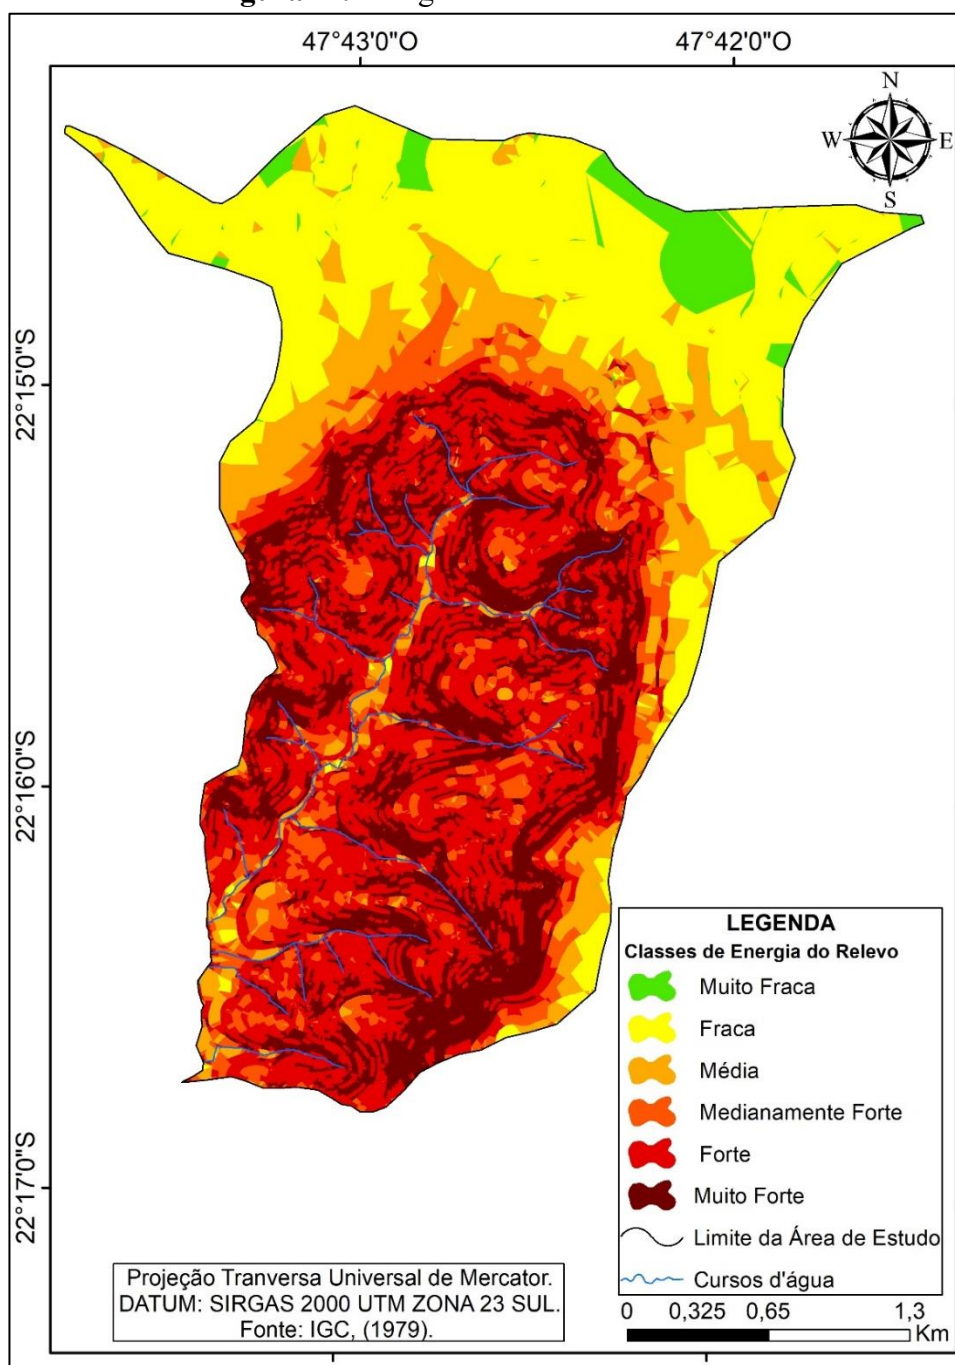 47°43'0"O
47°42'0"O
N
W
E
S
22°15'0"S
22°16'0"S
22°17'0"S
LEGENDA
Classes de Energia do Relevo
Muito Fraca
Fraca
Média
Medianamente Forte
Forte
Muito Forte
Limite da Área de Estudo
Cursos d'água
0 0,325 0,65 1,3
Km
Projeção Tranversa Universal de Mercator.
DATUM: SIRGAS 2000 UTM ZONA 23 SUL.
Fonte: IGC, (1979).